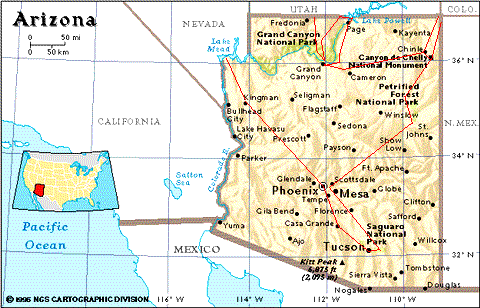 Arizona
0 50 mi
0 50 km
NEVADA
UTAH
COLO.
Lake Mead
Fredonia
Page
Lake Powell
Kayenta
Grand Canyon
National Park
Chinle
Canyon de Chelly
National Monument
36°N
Grand
Canyon
Cameron
Petrified
Forest
National Park
Kingman
Seligman
Flagstaff
Winslow
Bullhead
City
CALIFORNIA
Sedona
St.
Johns
N. MEX.
Lake Havasu
City
Prescott
Payson
Show
Low
Parker
34°N
Colorado R.
Salton
Sea
Ft. Apache
Glendale
Scottsdale
Phoenix
Mesa
Globe
Tempe
Gila Bend
Florence
Clifton
Safford
Casa Grande
Saguaro
National
Park
Yuma
Pacific
Ocean
MEXICO
Ajo
Tucson
Willcox
32°N
Kitt Peak
6,875 ft
(2,095 m)
Tombstone
Sierra Vista
Nogales
Douglas
© 1995 NGS CARTOGRAPHIC DIVISION
116°W
114°W
112°W
110°W